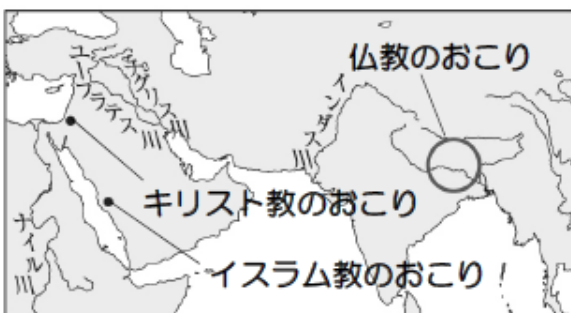 仏教のおこり
ユーフラテス川
チグリス川
インダス川
キリスト教のおこり
ナイル川
イスラム教のおこり